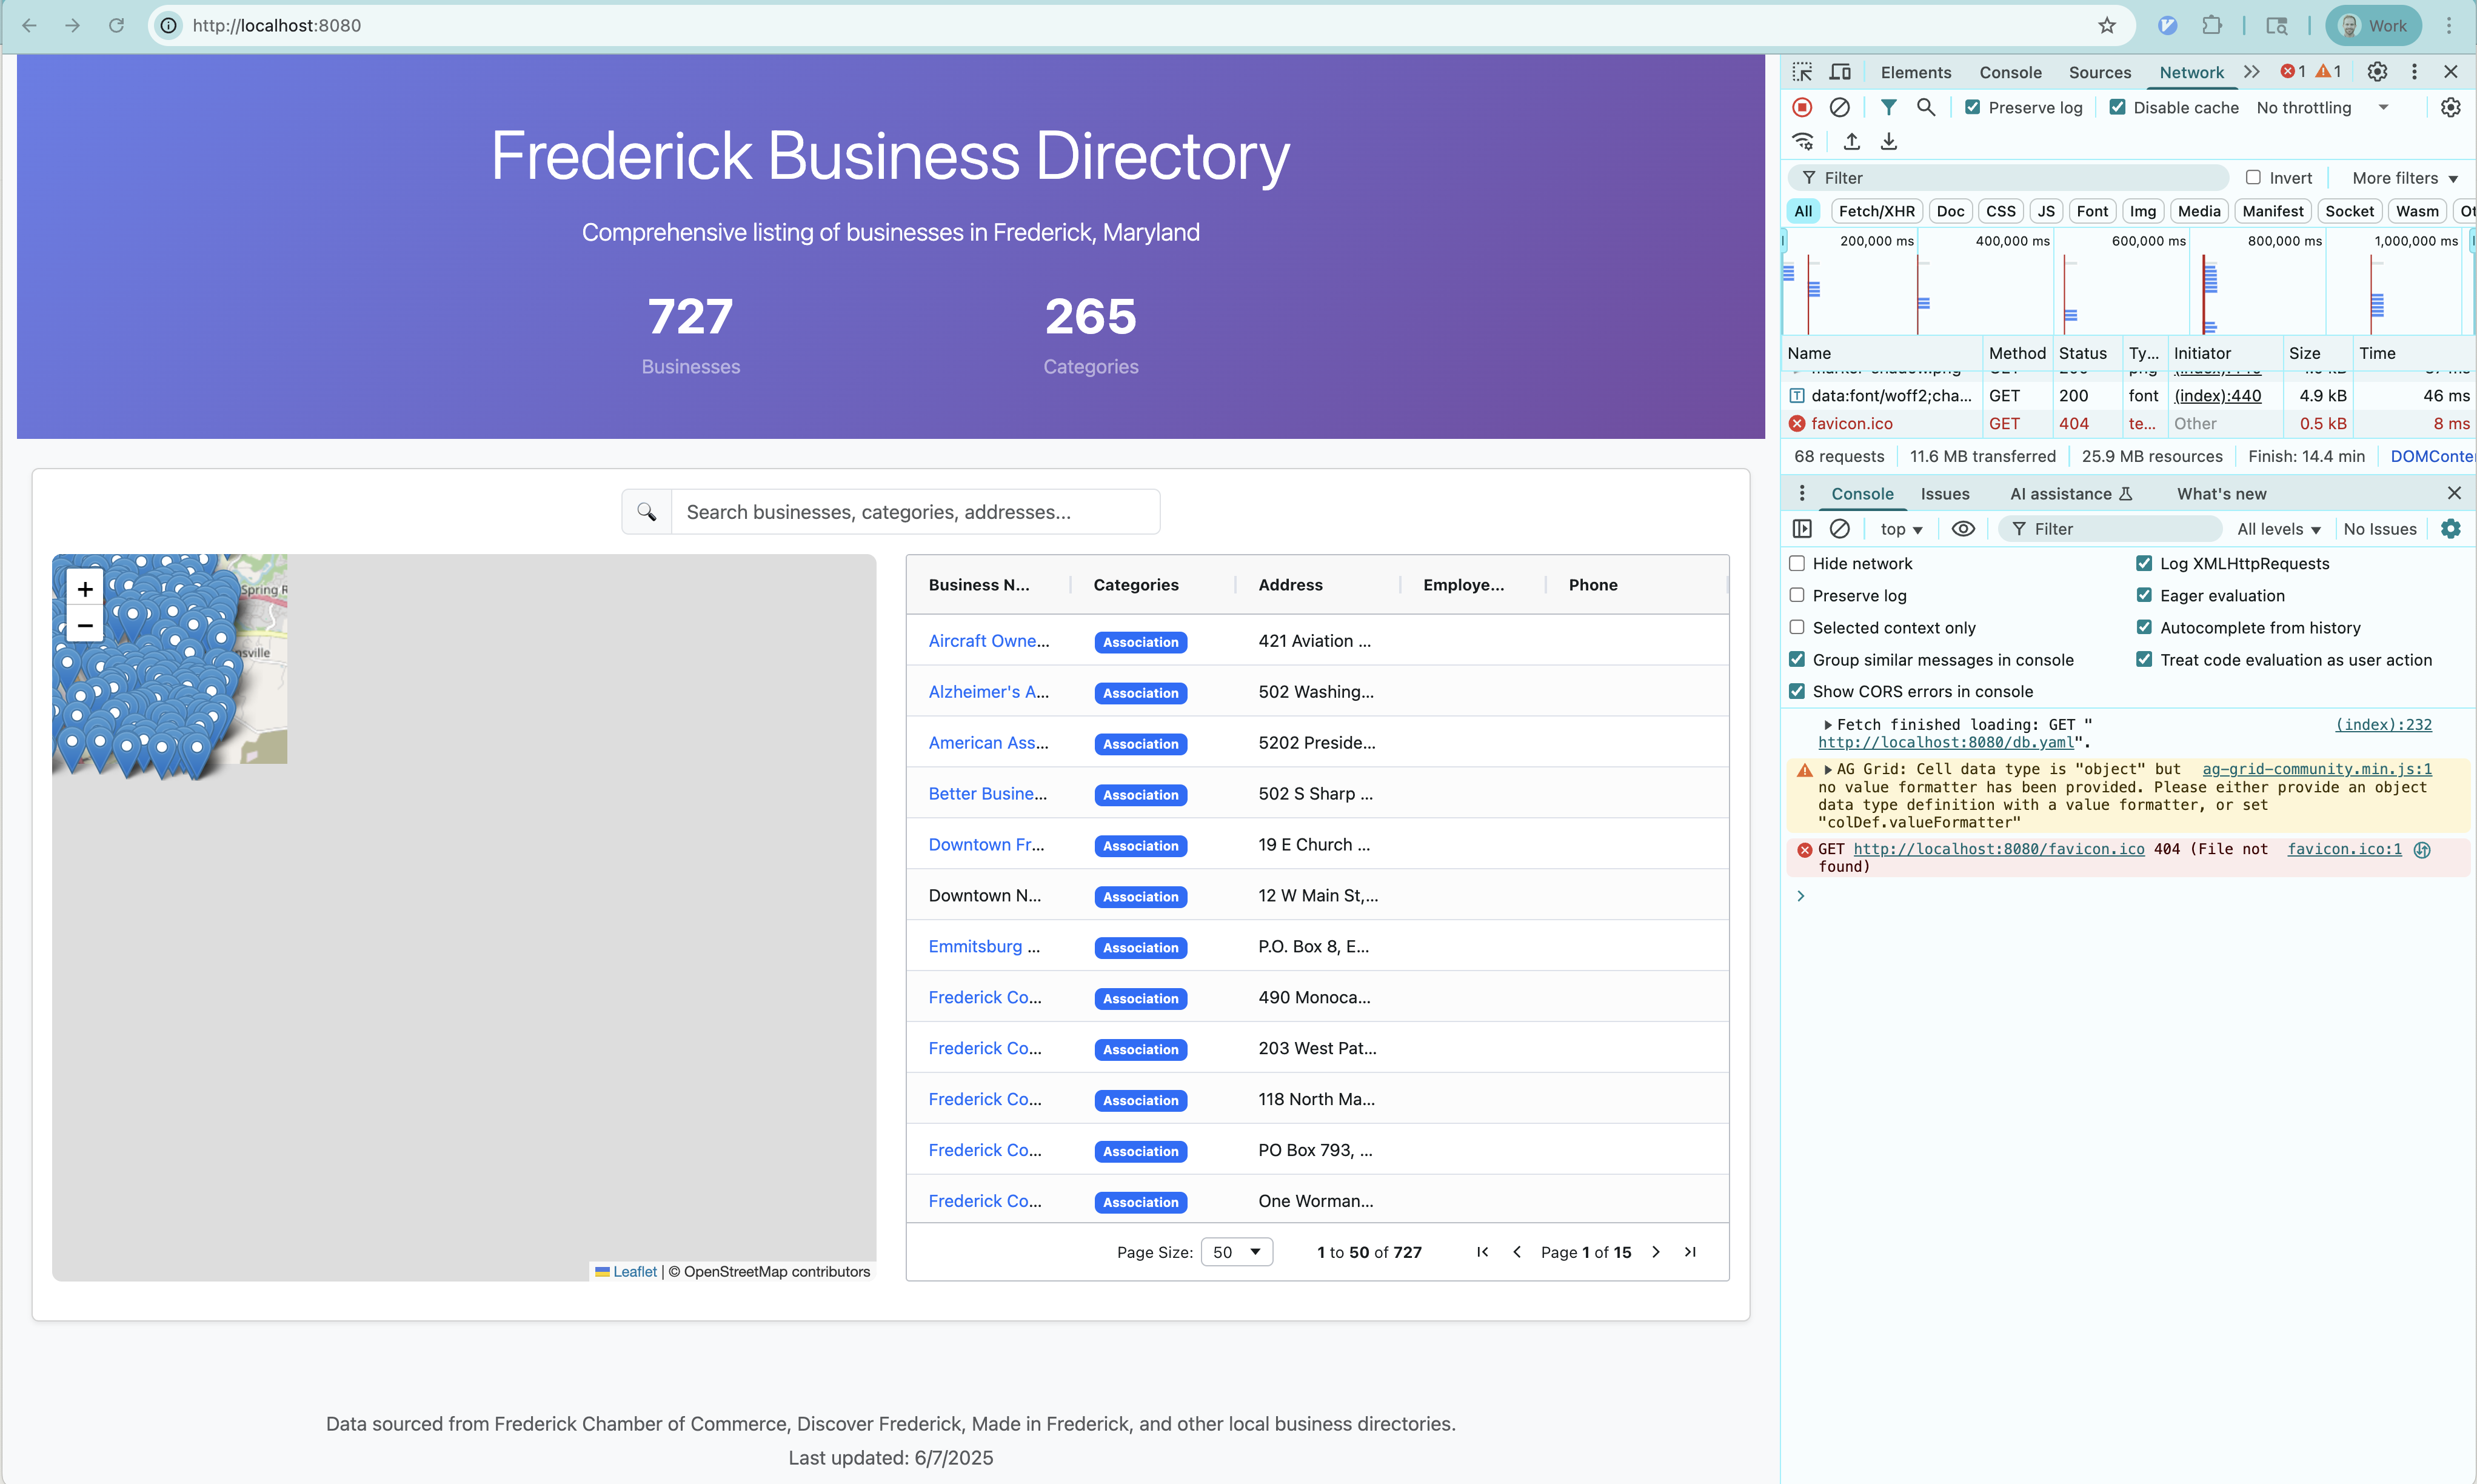 http://localhost:8080
Work
Frederick Business Directory
Comprehensive listing of businesses in Frederick, Maryland
727
Businesses
265
Categories
Search businesses, categories, addresses...
+
−
Spring R
nsville
Leaflet | © OpenStreetMap contributors
Business N... Categories Address Employe... Phone
Aircraft Owne... Association 421 Aviation ...
Alzheimer's A... Association 502 Washing...
American Ass... Association 5202 Preside...
Better Busine... Association 502 S Sharp ...
Downtown Fr... Association 19 E Church ...
Downtown N... Association 12 W Main St,...
Emmitsburg ... Association P.O. Box 8, E...
Frederick Co... Association 490 Monoca...
Frederick Co... Association 203 West Pat...
Frederick Co... Association 118 North Ma...
Frederick Co... Association PO Box 793, ...
Frederick Co... Association One Worman...
Page Size: 50 1 to 50 of 727 Page 1 of 15
Data sourced from Frederick Chamber of Commerce, Discover Frederick, Made in Frederick, and other local business directories.
Last updated: 6/7/2025
Elements Console Sources Network 1 1
Preserve log Disable cache No throttling
Filter Invert More filters
All Fetch/XHR Doc CSS JS Font Img Media Manifest Socket Wasm Ot
200,000 ms 400,000 ms 600,000 ms 800,000 ms 1,000,000 ms
Name Method Status Ty... Initiator Size Time
data:font/woff2;cha... GET 200 font (index):440 4.9 kB 46 ms
favicon.ico GET 404 te... Other 0.5 kB 8 ms
68 requests 11.6 MB transferred 25.9 MB resources Finish: 14.4 min DOMConte
Console Issues AI assistance What's new
top Filter All levels No Issues
Hide network Log XMLHttpRequests
Preserve log Eager evaluation
Selected context only Autocomplete from history
Group similar messages in console Treat code evaluation as user action
Show CORS errors in console
Fetch finished loading: GET " (index):232
http://localhost:8080/db.yaml".
AG Grid: Cell data type is "object" but ag-grid-community.min.js:1
no value formatter has been provided. Please either provide an object
data type definition with a value formatter, or set
"colDef.valueFormatter"
GET http://localhost:8080/favicon.ico 404 (File not favicon.ico:1
found)